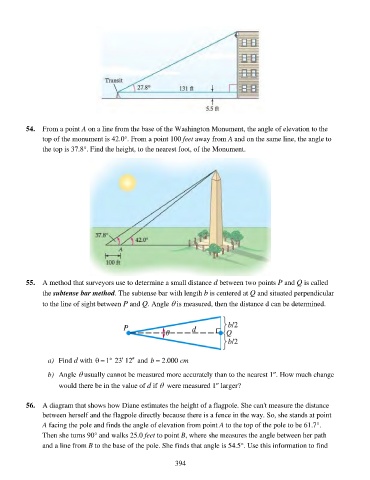 Transit
27.8°
131 ft
5.5 ft
54. From a point A on a line from the base of the Washington Monument, the angle of elevation to the
top of the monument is 42.0°. From a point 100 feet away from A and on the same line, the angle to
the top is 37.8°. Find the height, to the nearest foot, of the Monument.
37.8°
42.0°
A
100 ft
55. A method that surveyors use to determine a small distance d between two points P and Q is called
the subtense bar method. The subtense bar with length b is centered at Q and situated perpendicular
to the line of sight between P and Q. Angle θ is measured, then the distance d can be determined.
P
θ
d
b/2
Q
b/2
a) Find d with θ = 1° 23′ 12″ and b = 2.000 cm
b) Angle θ usually cannot be measured more accurately than to the nearest 1″. How much change
would there be in the value of d if θ were measured 1″ larger?
56. A diagram that shows how Diane estimates the height of a flagpole. She can't measure the distance
between herself and the flagpole directly because there is a fence in the way. So, she stands at point
A facing the pole and finds the angle of elevation from point A to the top of the pole to be 61.7°.
Then she turns 90° and walks 25.0 feet to point B, where she measures the angle between her path
and a line from B to the base of the pole. She finds that angle is 54.5°. Use this information to find
394